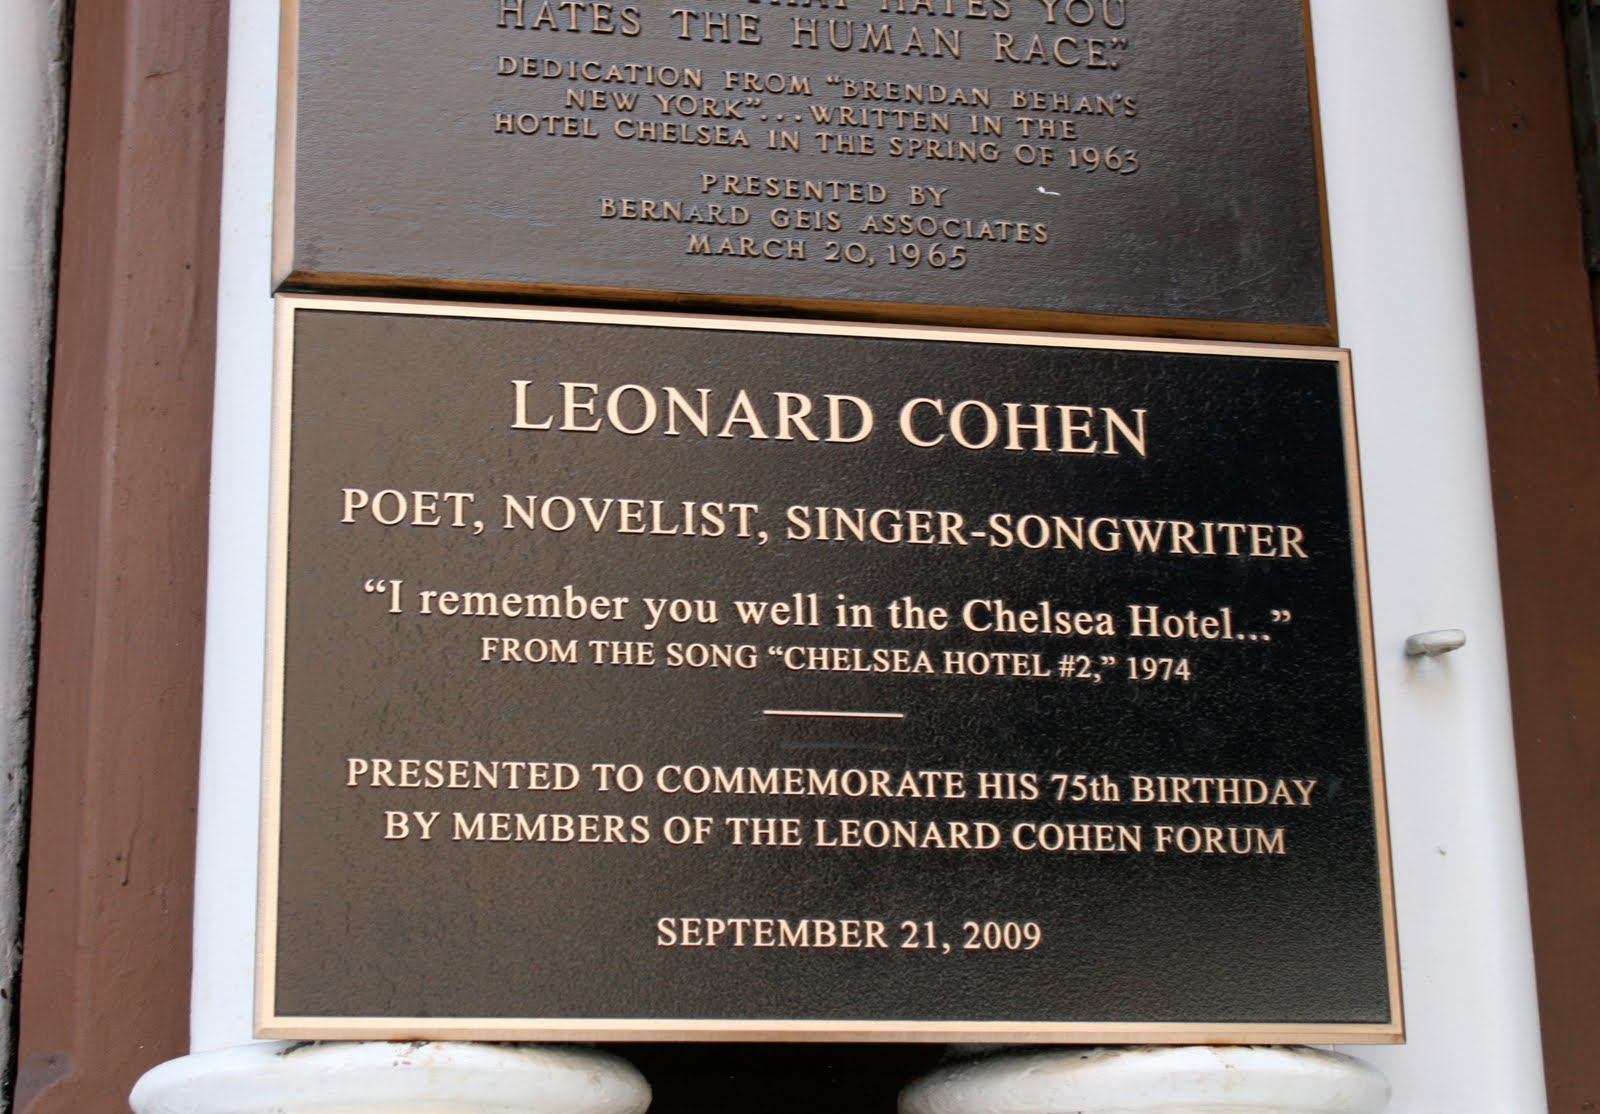 THAT HATES YOU
HATES THE HUMAN RACE."
DEDICATION FROM "BRENDAN BEHAN'S
NEW YORK"...WRITTEN IN THE
HOTEL CHELSEA IN THE SPRING OF 1963
PRESENTED BY
BERNARD GEIS ASSOCIATES
MARCH 20, 1965
LEONARD COHEN
POET, NOVELIST, SINGER-SONGWRITER
“I remember you well in the Chelsea Hotel...”
FROM THE SONG “CHELSEA HOTEL #2,” 1974
PRESENTED TO COMMEMORATE HIS 75th BIRTHDAY
BY MEMBERS OF THE LEONARD COHEN FORUM
SEPTEMBER 21, 2009